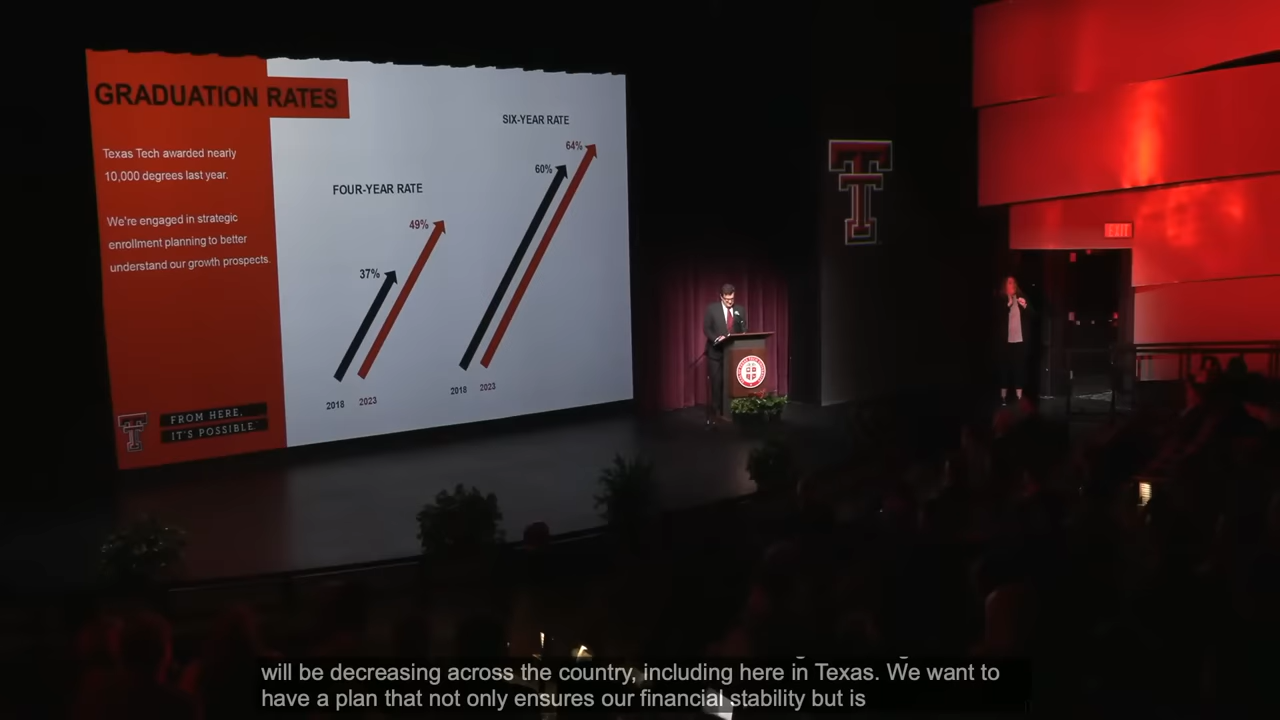 GRADUATION RATES
Texas Tech awarded nearly
10,000 degrees last year.
We're engaged in strategic
enrollment planning to better
understand our growth prospects.
FROM HERE,
IT'S POSSIBLE.
FOUR-YEAR RATE
37%
49%
2018
2023
SIX-YEAR RATE
60%
64%
2018
2023
EXIT
will be decreasing across the country, including here in Texas. We want to
have a plan that not only ensures our financial stability but is